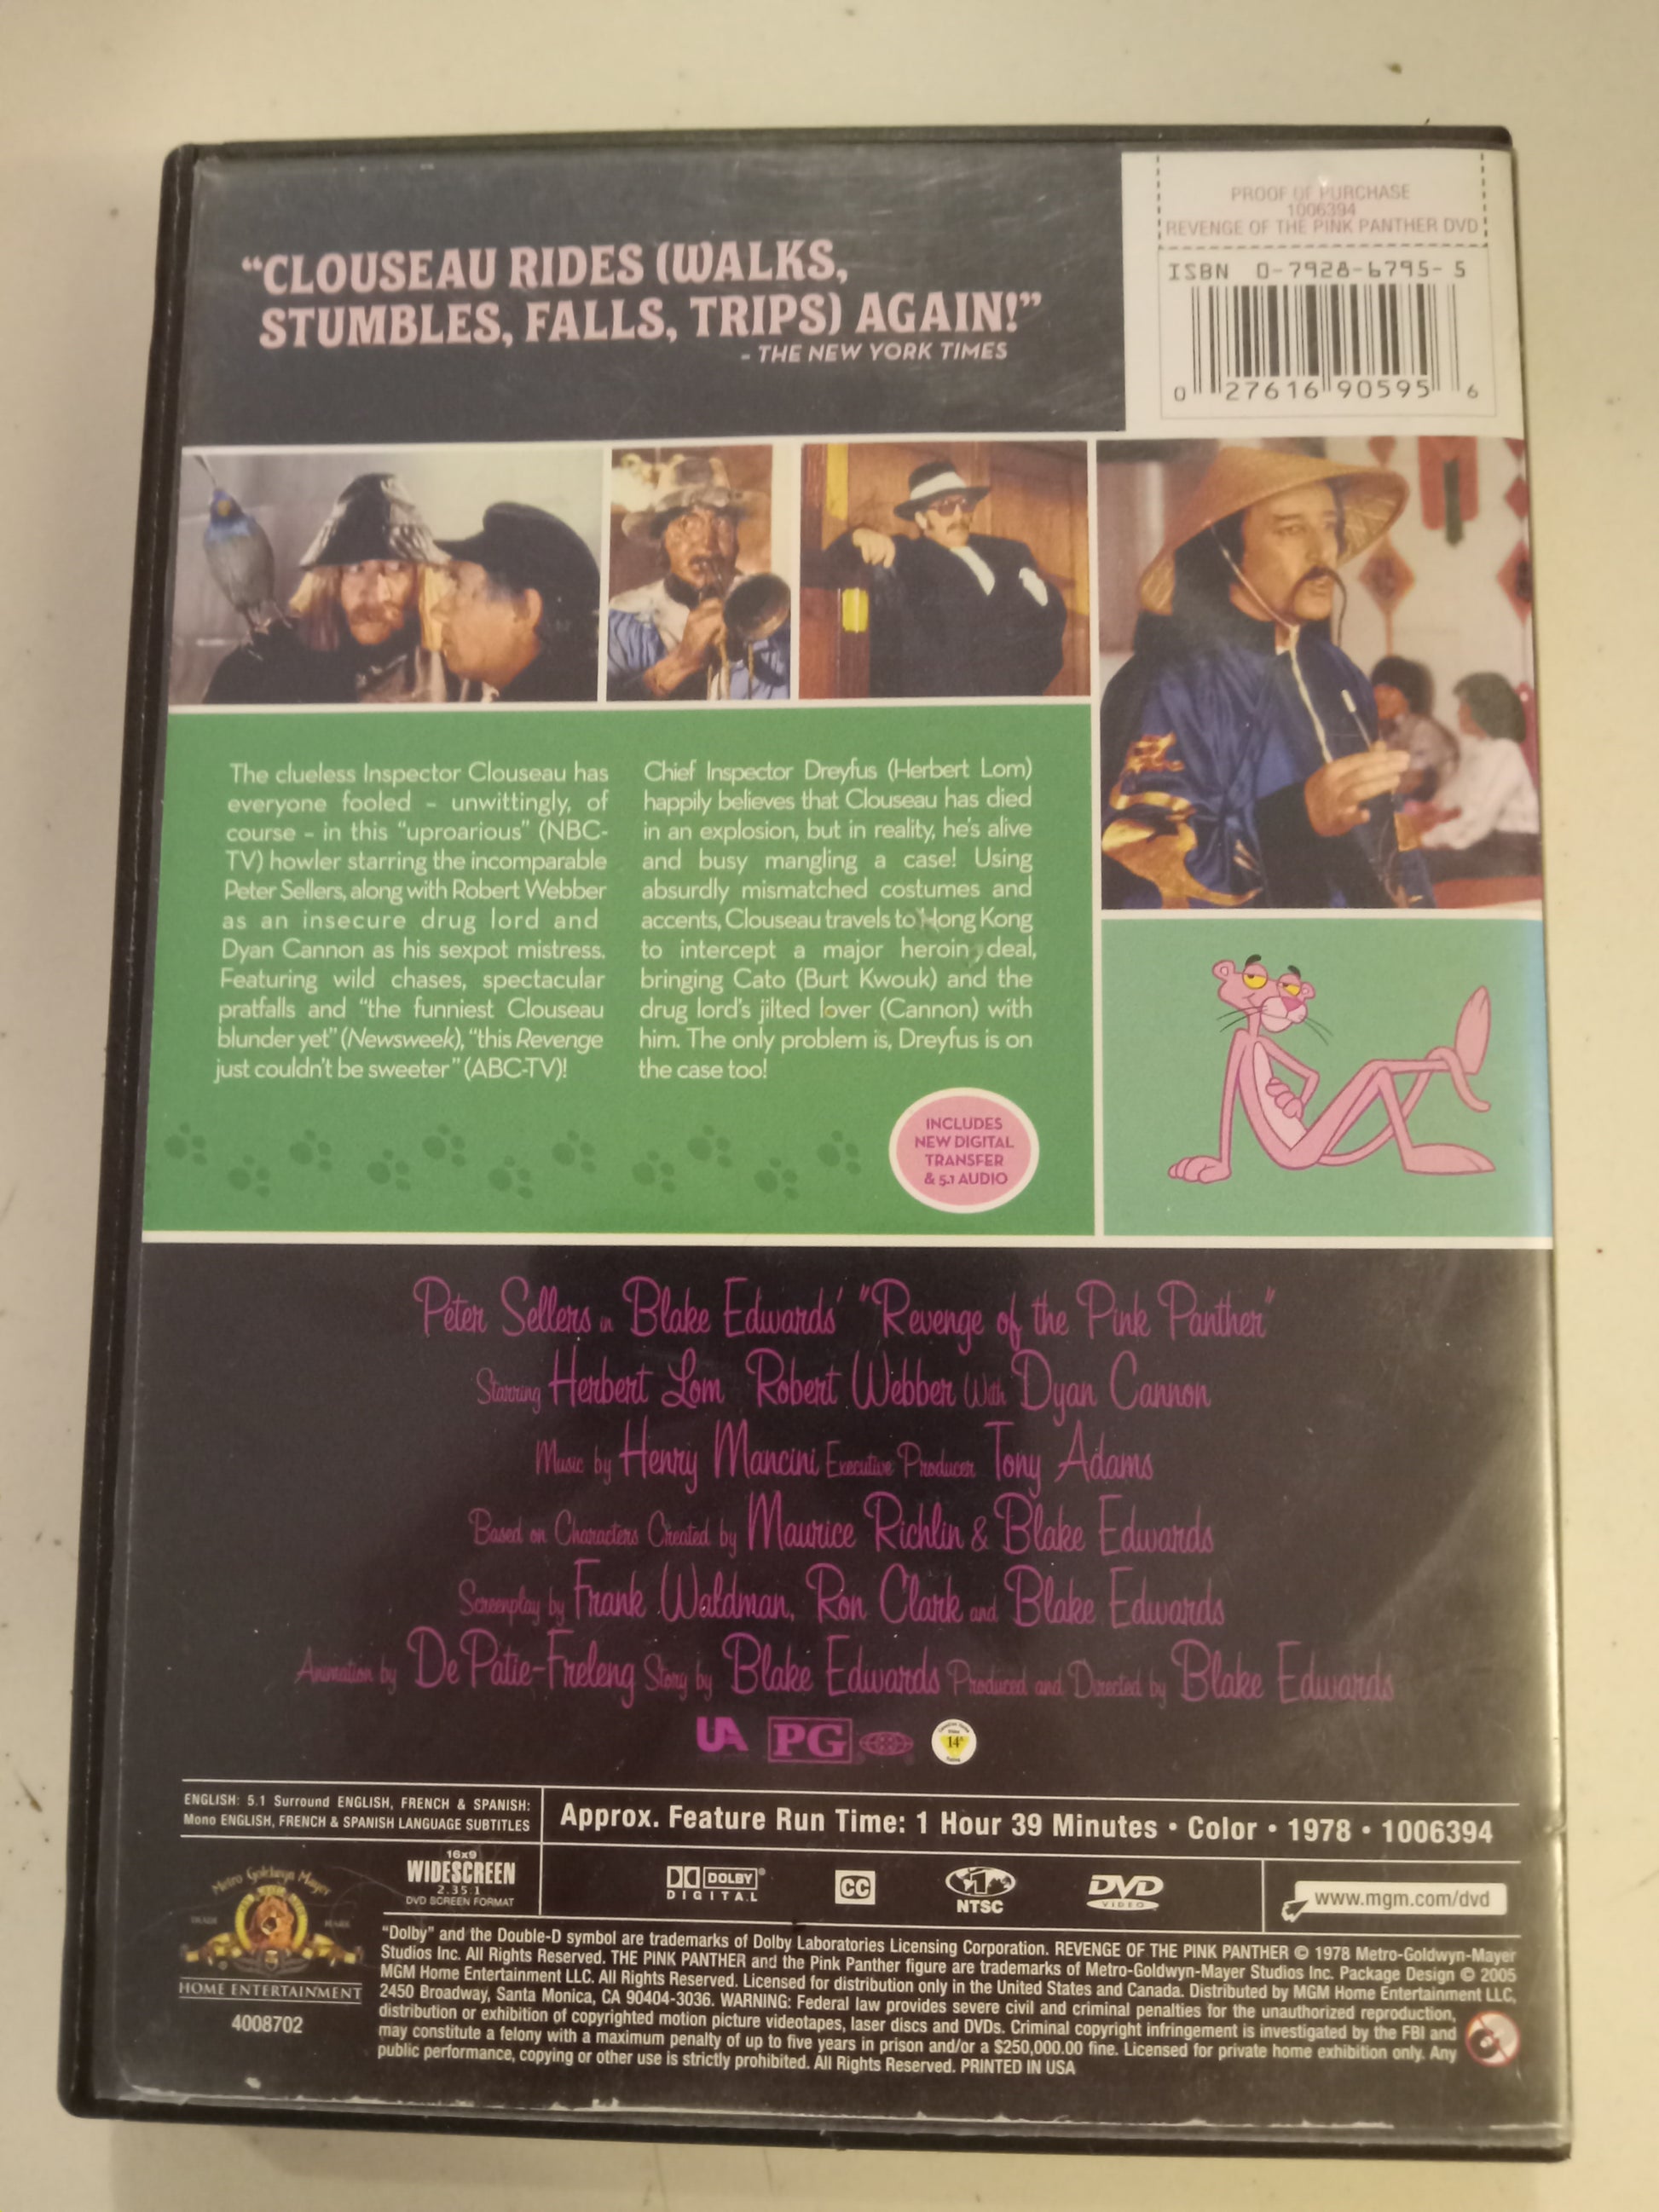 "CLOUSEAU RIDES (WALKS,
STUMBLES, FALLS, TRIPS) AGAIN!"
- THE NEW YORK TIMES
PROOF OF PURCHASE
1006394
REVENGE OF THE PINK PANTHER DVD
ISBN 0-7928-6795-5
0 27616 90595 6
The clueless Inspector Clouseau has
everyone fooled - unwittingly, of
course - in this "uproarious" (NBC-
TV) howler starring the incomparable
Peter Sellers, along with Robert Webber
as an insecure drug lord and
Dyan Cannon as his sexpot mistress.
Featuring wild chases, spectacular
pratfalls and "the funniest Clouseau
blunder yet" (Newsweek), "this Revenge
just couldn't be sweeter" (ABC-TV)!
Chief Inspector Dreyfus (Herbert Lom)
happily believes that Clouseau has died
in an explosion, but in reality, he's alive
and busy mangling a case! Using
absurdly mismatched costumes and
accents, Clouseau travels to Hong Kong
to intercept a major heroin deal,
bringing Cato (Burt Kwouk) and the
drug lord's jilted lover (Cannon) with
him. The only problem is, Dreyfus is on
the case too!
INCLUDES
NEW DIGITAL
TRANSFER
& 5.1 AUDIO
Peter Sellers in Blake Edwards' "Revenge of the Pink Panther"
Starring Herbert Lom Robert Webber With Dyan Cannon
Music by Henry Mancini Executive Producer Tony Adams
Based on Characters Created by Maurice Richlin & Blake Edwards
Screenplay by Frank Waldman, Ron Clark and Blake Edwards
Animation by De Patie-Freleng Story by Blake Edwards Produced and Directed by Blake Edwards
UA PG 14
ENGLISH: 5.1 Surround ENGLISH, FRENCH & SPANISH:
Mono ENGLISH, FRENCH & SPANISH LANGUAGE SUBTITLES
Approx. Feature Run Time: 1 Hour 39 Minutes • Color • 1978 • 1006394
Metro Goldwyn Mayer
TRADE MARK
HOME ENTERTAINMENT
4008702
16x9
WIDESCREEN
2.35:1
DVD SCREEN FORMAT
DOLBY
DIGITAL
CC
1
NTSC
DVD
VIDEO
www.mgm.com/dvd
"Dolby" and the Double-D symbol are trademarks of Dolby Laboratories Licensing Corporation. REVENGE OF THE PINK PANTHER © 1978 Metro-Goldwyn-Mayer
Studios Inc. All Rights Reserved. THE PINK PANTHER and the Pink Panther figure are trademarks of Metro-Goldwyn-Mayer Studios Inc. Package Design © 2005
MGM Home Entertainment LLC. All Rights Reserved. Licensed for distribution only in the United States and Canada. Distributed by MGM Home Entertainment LLC,
2450 Broadway, Santa Monica, CA 90404-3036. WARNING: Federal law provides severe civil and criminal penalties for the unauthorized reproduction,
distribution or exhibition of copyrighted motion picture videotapes, laser discs and DVDs. Criminal copyright infringement is investigated by the FBI and
may constitute a felony with a maximum penalty of up to five years in prison and/or a $250,000.00 fine. Licensed for private home exhibition only. Any
public performance, copying or other use is strictly prohibited. All Rights Reserved. PRINTED IN USA